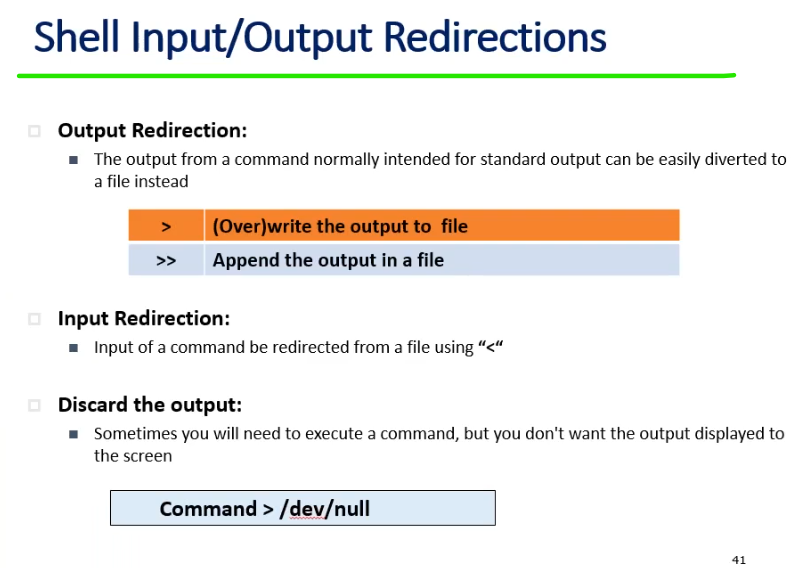 Shell Input/Output Redirections
Output Redirection:
The output from a command normally intended for standard output can be easily diverted to
a file instead
> (Over)write the output to file
>> Append the output in a file
Input Redirection:
Input of a command be redirected from a file using “<“
Discard the output:
Sometimes you will need to execute a command, but you don't want the output displayed to
the screen
Command > /dev/null
41